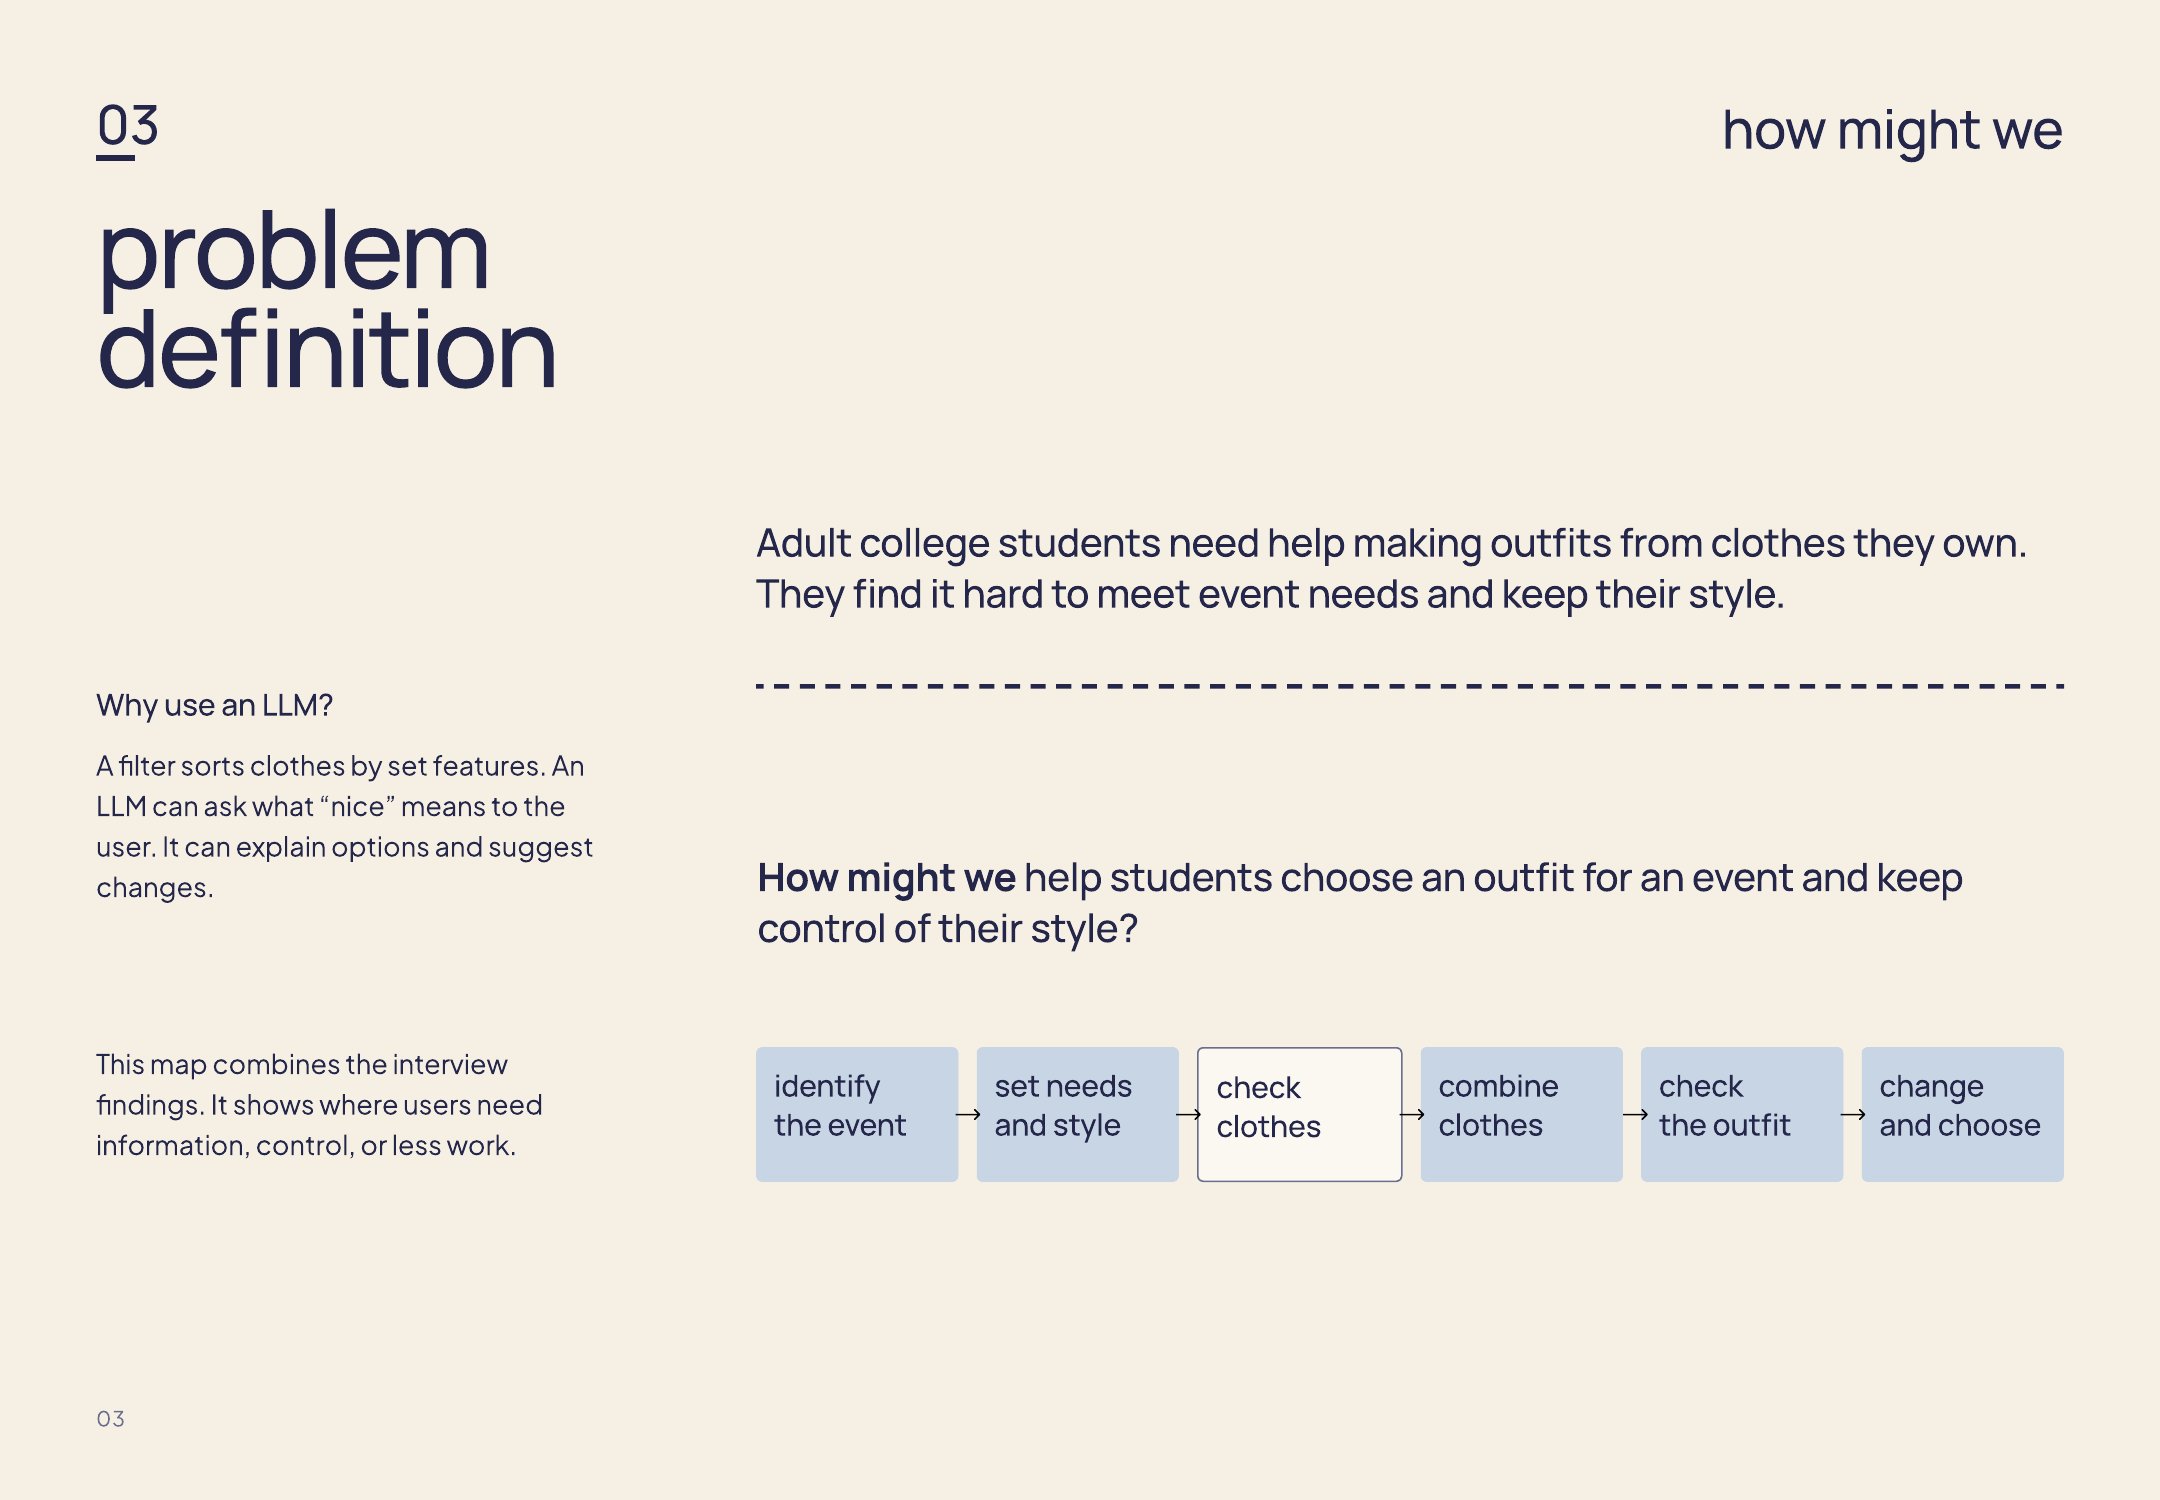 03
how might we
problem
definition
Adult college students need help making outfits from clothes they own.
They find it hard to meet event needs and keep their style.
Why use an LLM?
A filter sorts clothes by set features. An
LLM can ask what “nice” means to the
user. It can explain options and suggest
changes.
How might we help students choose an outfit for an event and keep
control of their style?
This map combines the interview
findings. It shows where users need
information, control, or less work.
identify
the event
set needs
and style
check
clothes
combine
clothes
check
the outfit
change
and choose
03